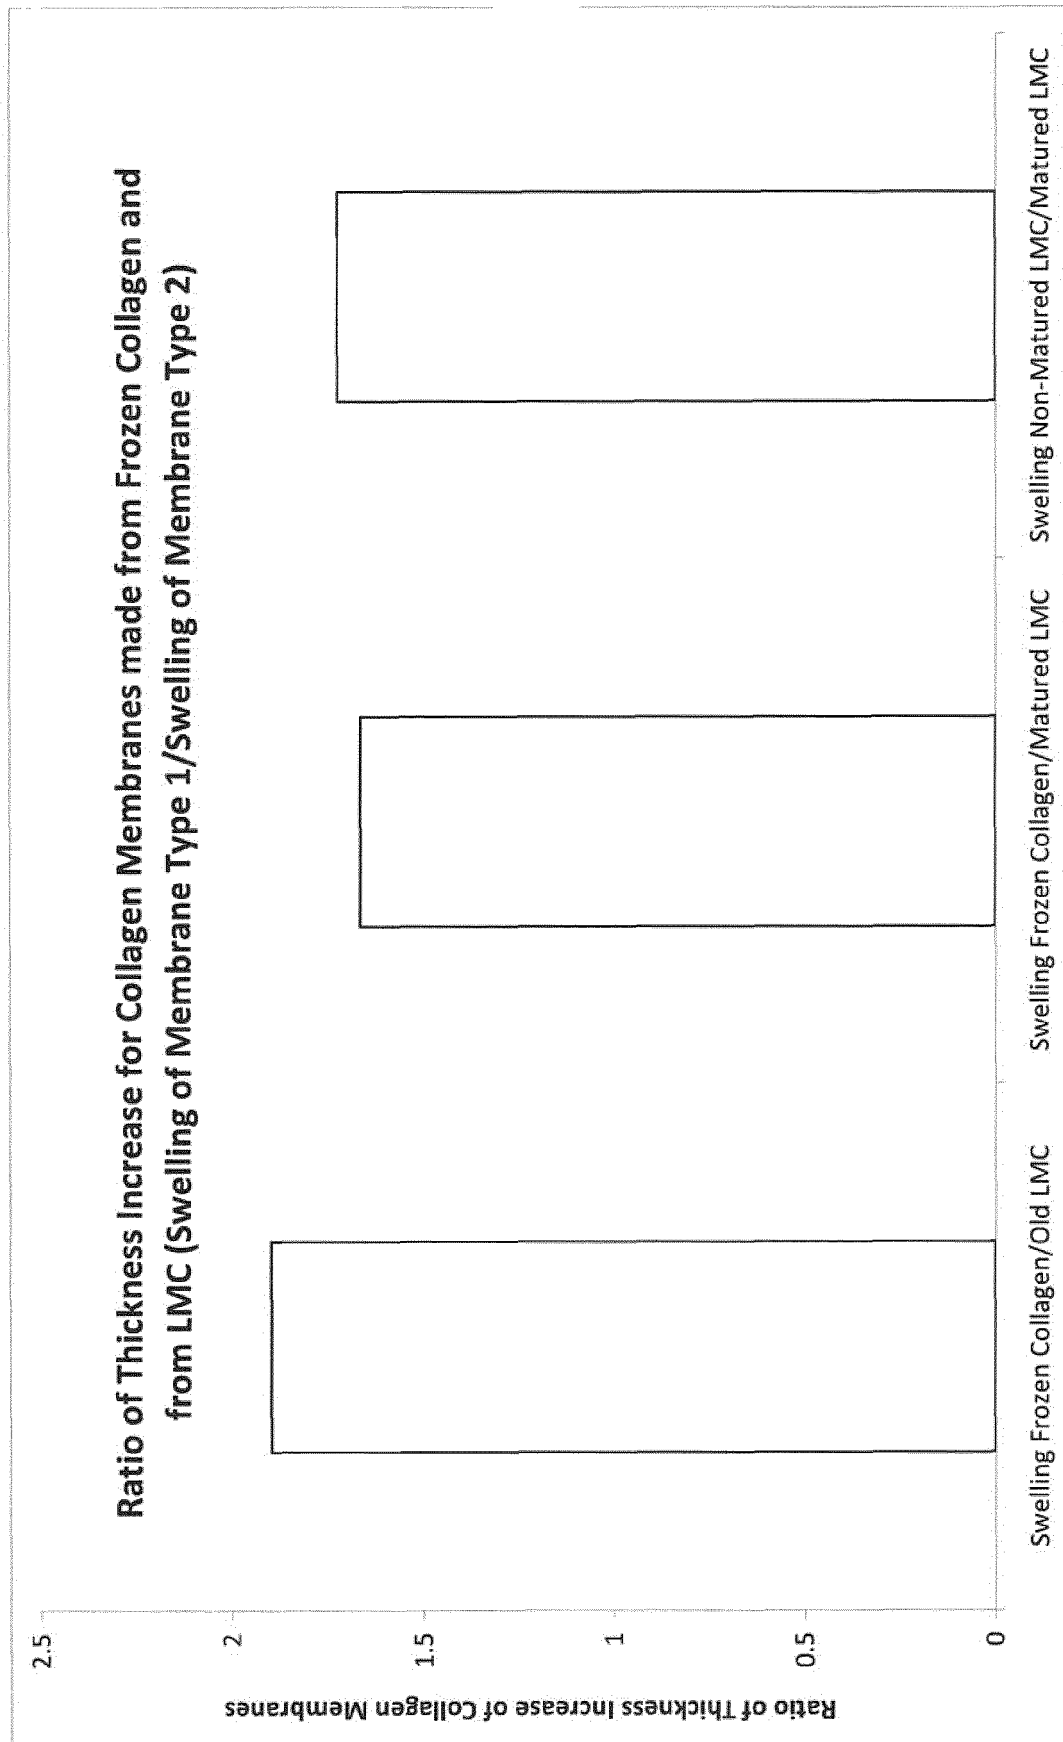 Ratio of Thickness Increase for Collagen Membranes made from Frozen Collagen and
from LMC (Swelling of Membrane Type 1/Swelling of Membrane Type 2)
Ratio of Thickness Increase of Collagen Membranes
2.5
2
1.5
1
0.5
0
Swelling Frozen Collagen/Old LMC
Swelling Frozen Collagen/Matured LMC
Swelling Non-Matured LMC/Matured LMC